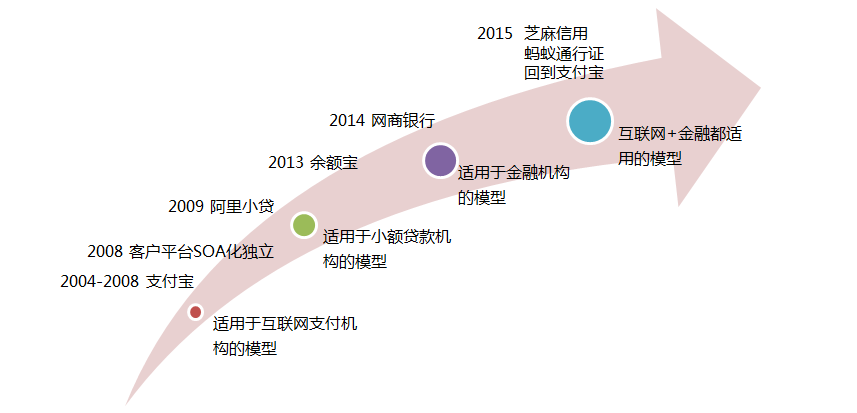 2015 芝麻信用
蚂蚁通行证
回到支付宝
2014 网商银行
互联网+金融都适
用的模型
2013 余额宝
适用于金融机构
的模型
2009 阿里小贷
适用于小额贷款机
构的模型
2008 客户平台SOA化独立
2004-2008 支付宝
适用于互联网支付机
构的模型